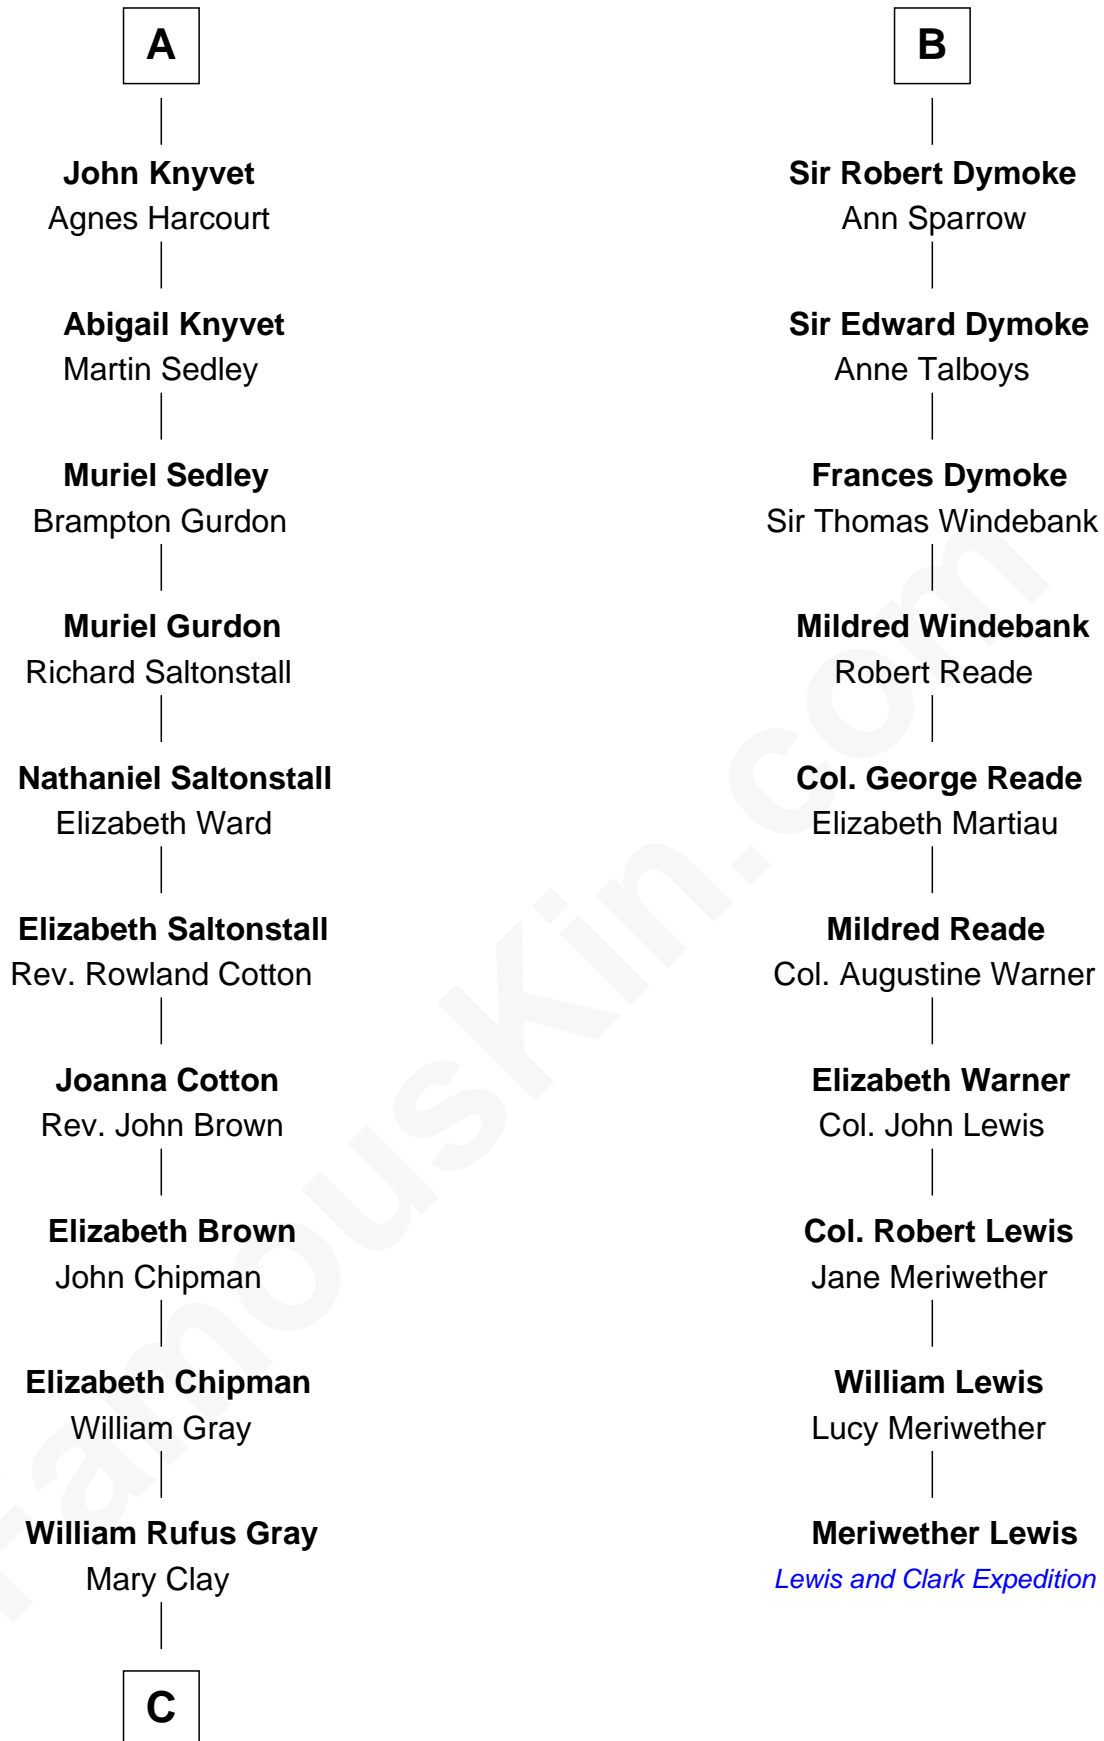 A
John Knyvet
Agnes Harcourt
Abigail Knyvet
Martin Sedley
Muriel Sedley
Brampton Gurdon
Muriel Gurdon
Richard Saltonstall
Nathaniel Saltonstall
Elizabeth Ward
Elizabeth Saltonstall
Rev. Rowland Cotton
Joanna Cotton
Rev. John Brown
Elizabeth Brown
John Chipman
Elizabeth Chipman
William Gray
William Rufus Gray
Mary Clay
C
B
Sir Robert Dymoke
Ann Sparrow
Sir Edward Dymoke
Anne Talboys
Frances Dymoke
Sir Thomas Windebank
Mildred Windebank
Robert Reade
Col. George Reade
Elizabeth Martiau
Mildred Reade
Col. Augustine Warner
Elizabeth Warner
Col. John Lewis
Col. Robert Lewis
Jane Meriwether
William Lewis
Lucy Meriwether
Meriwether Lewis
Lewis and Clark Expedition
FamousKin.com